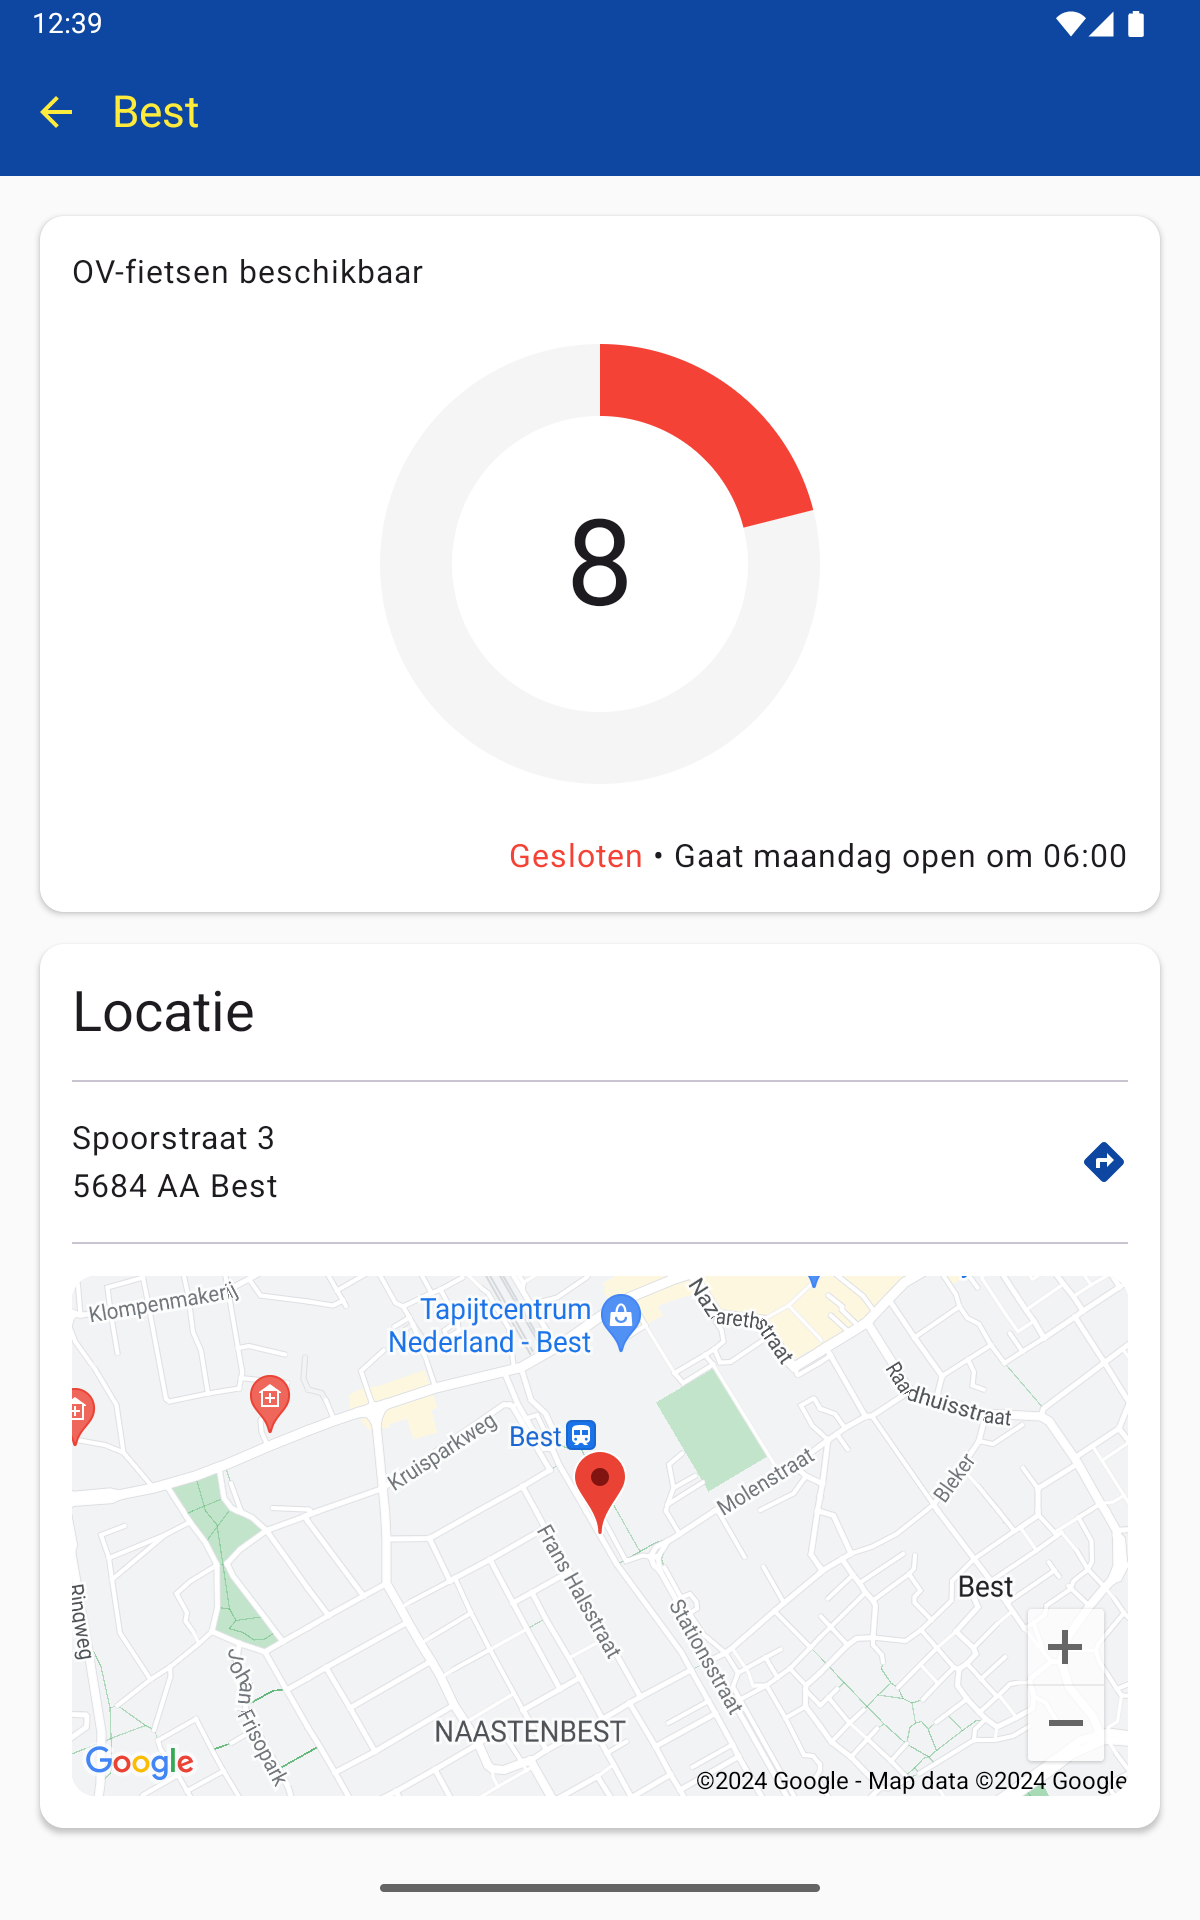 12:39
Best
OV-fietsen beschikbaar
8
Gesloten • Gaat maandag open om 06:00
Locatie
Spoorstraat 3
5684 AA Best
Klompenmakerij
Tapijtcentrum
Nederland - Best
Nazarethstraat
Raadhuisstraat
Best
Kruisparkweg
Molenstraat
Bleker
Frans Halsstraat
Best
Ringweg
Stationsstraat
Johan Frisopark
NAASTENBEST
Google
©2024 Google - Map data ©2024 Google